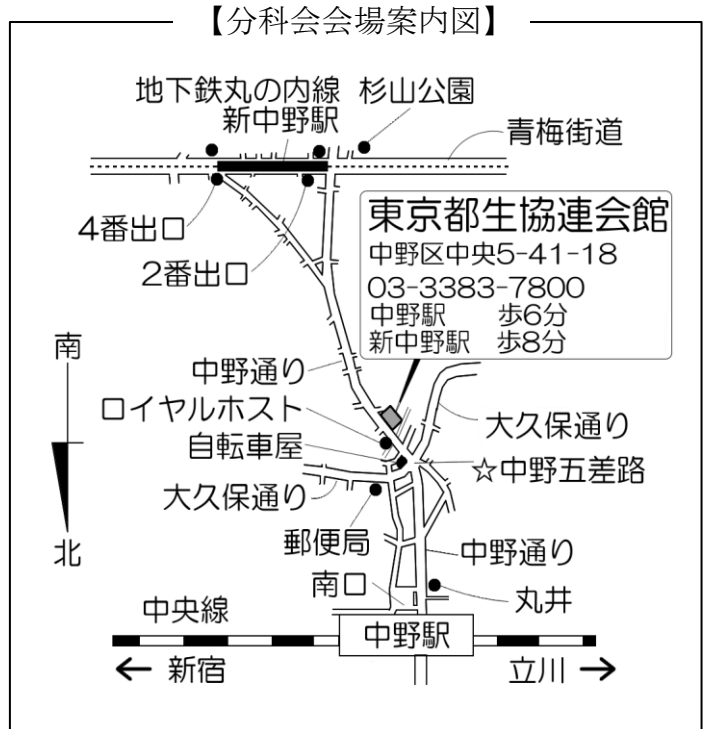 【分科会会場案内図】
地下鉄丸の内線
新中野駅
杉山公園
青梅街道
4番出口
2番出口
東京都生協連会館
中野区中央5-41-18
03-3383-7800
中野駅 歩6分
新中野駅 歩8分
南
中野通り
ロイヤルホスト
自転車屋
大久保通り
大久保通り
☆中野五差路
郵便局
北
中野通り
南口
丸井
中央線
中野駅
← 新宿
立川 →